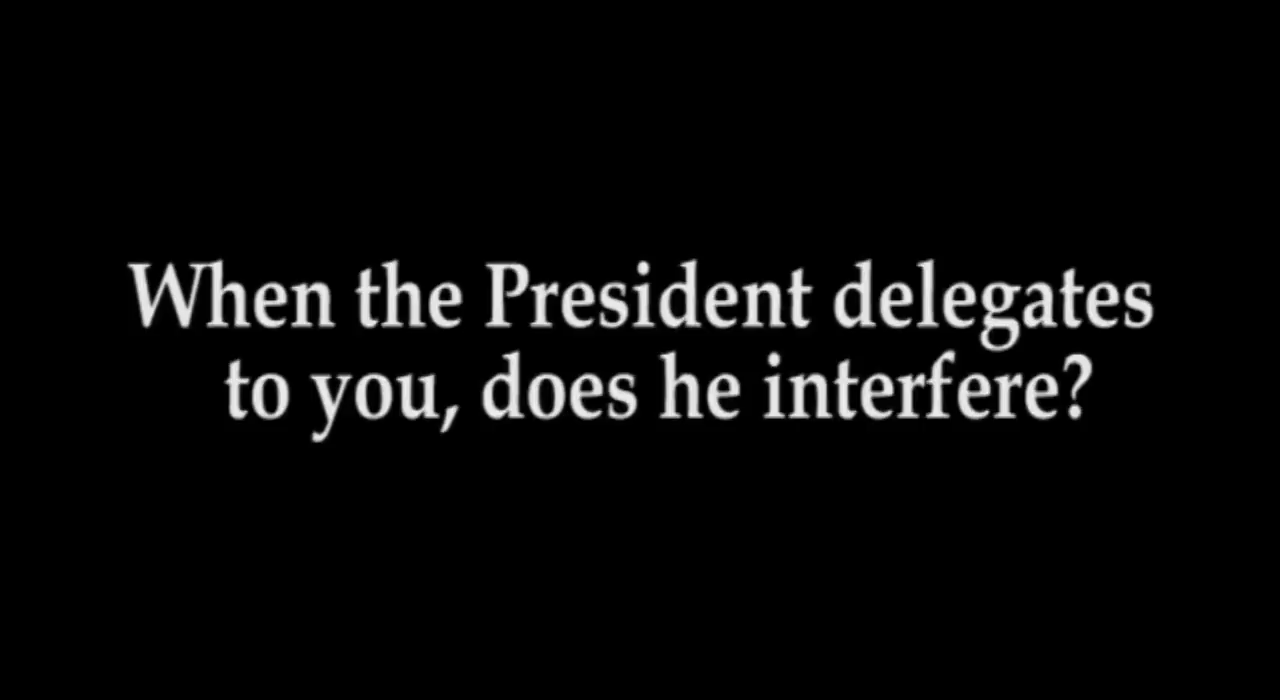 When the President delegates
to you, does he interfere?